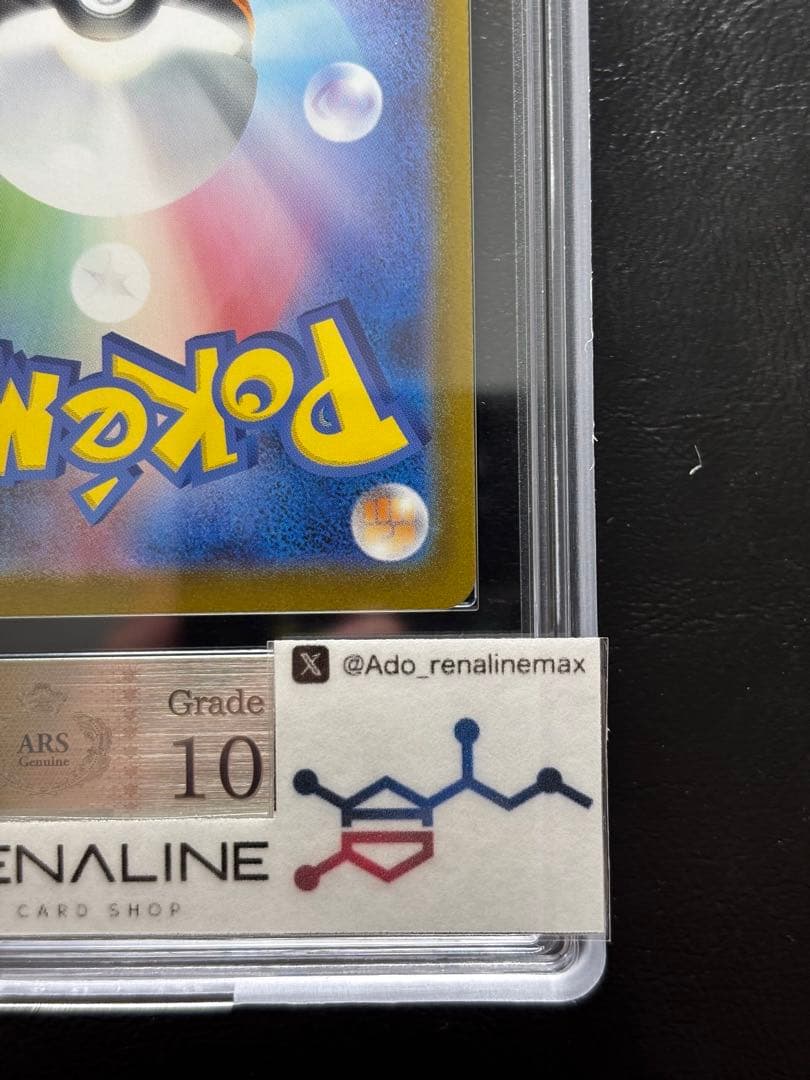 Pokém
@Ado_renalinemax
Grade
10
ARS
Genuine
ENALINE
CARD SHOP